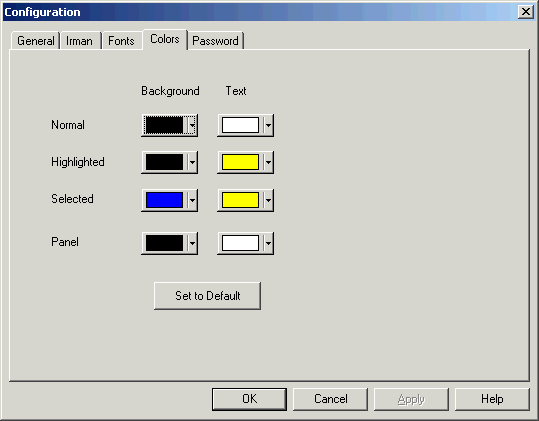 Configuration
General Irman Fonts Colors Password
Background Text
Normal
Highlighted
Selected
Panel
Set to Default
OK Cancel Apply Help